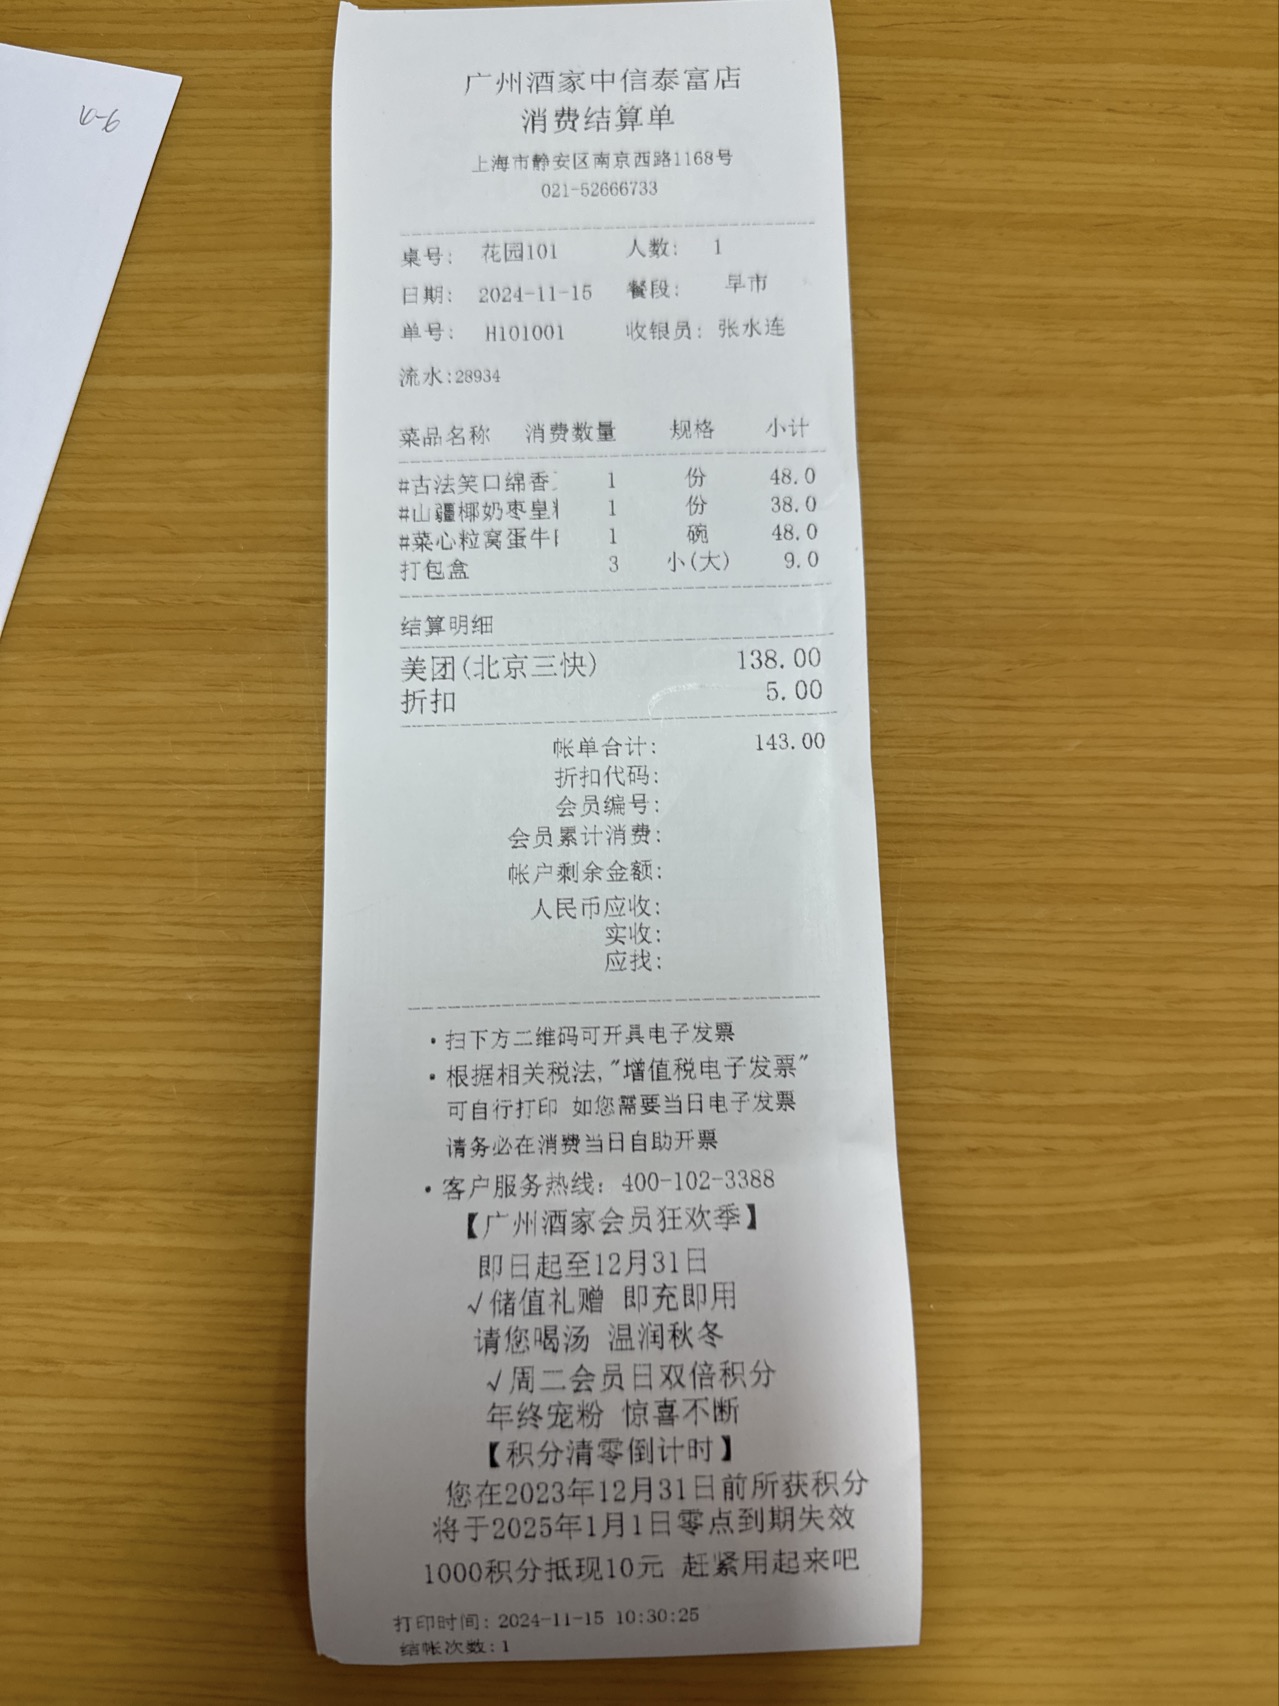 广州酒家中信泰富店
消费结算单
上海市静安区南京西路1168号
021-52666733
桌号: 花园101 人数: 1
日期: 2024-11-15 餐段: 早市
单号: H101001 收银员: 张水连
流水:28934
菜品名称 消费数量 规格 小计
#古法笑口绵香 1 份 48.0
#山疆椰奶枣皇 1 份 38.0
#菜心粒窝蛋牛 1 碗 48.0
打包盒 3 小(大) 9.0
结算明细
美团(北京三快) 138.00
折扣 5.00
帐单合计: 143.00
折扣代码:
会员编号:
会员累计消费:
帐户剩余金额:
人民币应收:
实收:
应找:
·扫下方二维码可开具电子发票
·根据相关税法,"增值税电子发票"
可自行打印 如您需要当日电子发票
请务必在消费当日自助开票
·客户服务热线: 400-102-3388
【广州酒家会员狂欢季】
即日起至12月31日
√储值礼赠 即充即用
请您喝汤 温润秋冬
√周二会员日双倍积分
年终宠粉 惊喜不断
【积分清零倒计时】
您在2023年12月31日前所获积分
将于2025年1月1日零点到期失效
1000积分抵现10元 赶紧用起来吧
打印时间: 2024-11-15 10:30:25
结帐次数:1